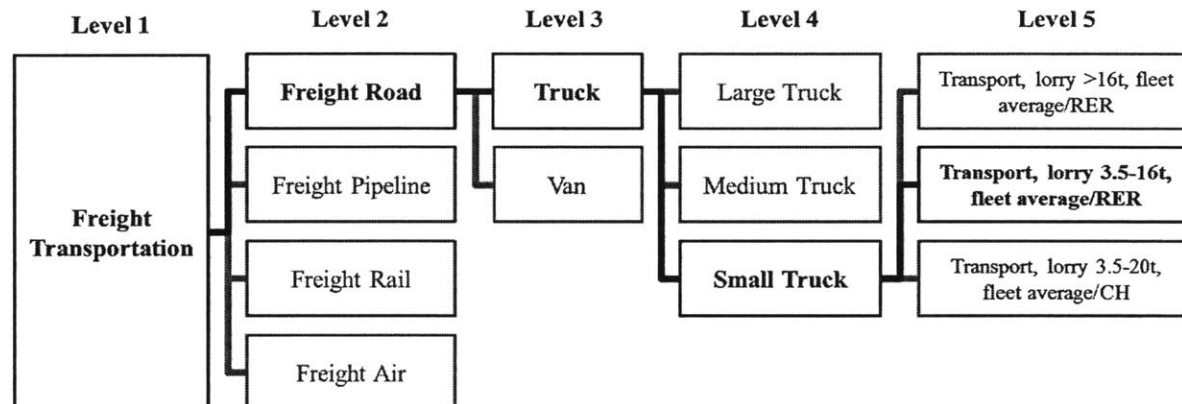 Level 1
Level 2
Level 3
Level 4
Level 5
Freight
Transportation
Freight Road
Freight Pipeline
Freight Rail
Freight Air
Truck
Van
Large Truck
Medium Truck
Small Truck
Transport, lorry >16t, fleet
average/RER
Transport, lorry 3.5-16t,
fleet average/RER
Transport, lorry 3.5-20t,
fleet average/CH